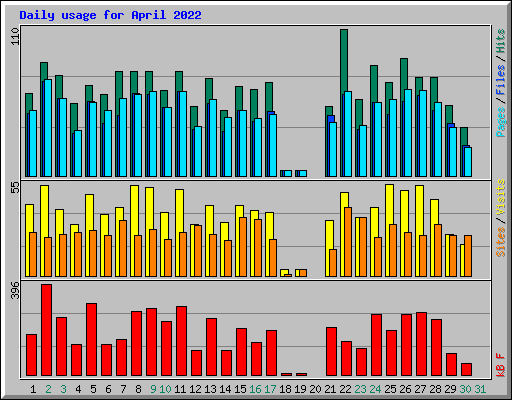 Daily usage for April 2022
110
Pages / Files / Hits
55
Sites / Visits
396
kB F
1 2 3 4 5 6 7 8 9 10 11 12 13 14 15 16 17 18 19 20 21 22 23 24 25 26 27 28 29 30 31